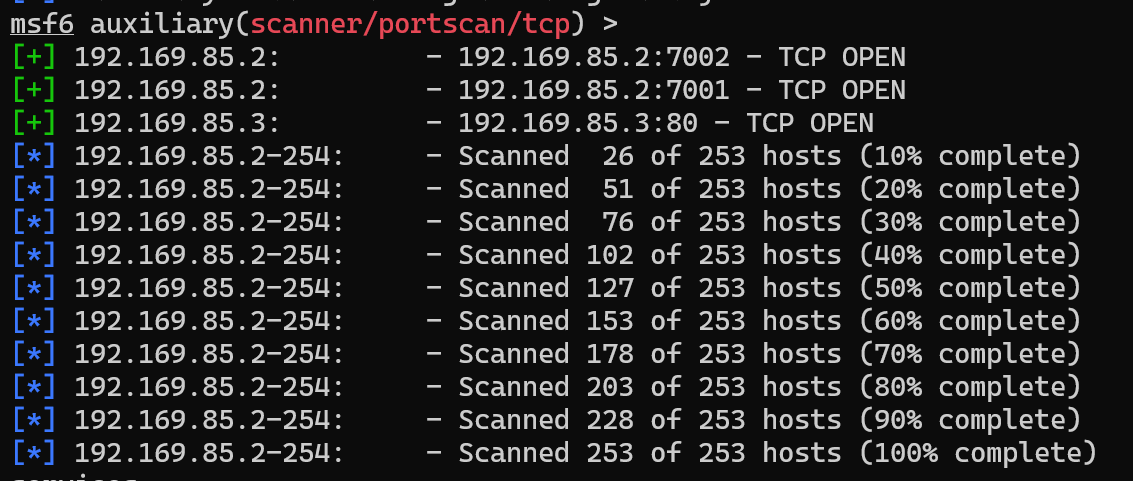 msf6 auxiliary(scanner/portscan/tcp) >
[+] 192.169.85.2:         - 192.169.85.2:7002 - TCP OPEN
[+] 192.169.85.2:         - 192.169.85.2:7001 - TCP OPEN
[+] 192.169.85.3:         - 192.169.85.3:80 - TCP OPEN
[*] 192.169.85.2-254:     - Scanned  26 of 253 hosts (10% complete)
[*] 192.169.85.2-254:     - Scanned  51 of 253 hosts (20% complete)
[*] 192.169.85.2-254:     - Scanned  76 of 253 hosts (30% complete)
[*] 192.169.85.2-254:     - Scanned 102 of 253 hosts (40% complete)
[*] 192.169.85.2-254:     - Scanned 127 of 253 hosts (50% complete)
[*] 192.169.85.2-254:     - Scanned 153 of 253 hosts (60% complete)
[*] 192.169.85.2-254:     - Scanned 178 of 253 hosts (70% complete)
[*] 192.169.85.2-254:     - Scanned 203 of 253 hosts (80% complete)
[*] 192.169.85.2-254:     - Scanned 228 of 253 hosts (90% complete)
[*] 192.169.85.2-254:     - Scanned 253 of 253 hosts (100% complete)